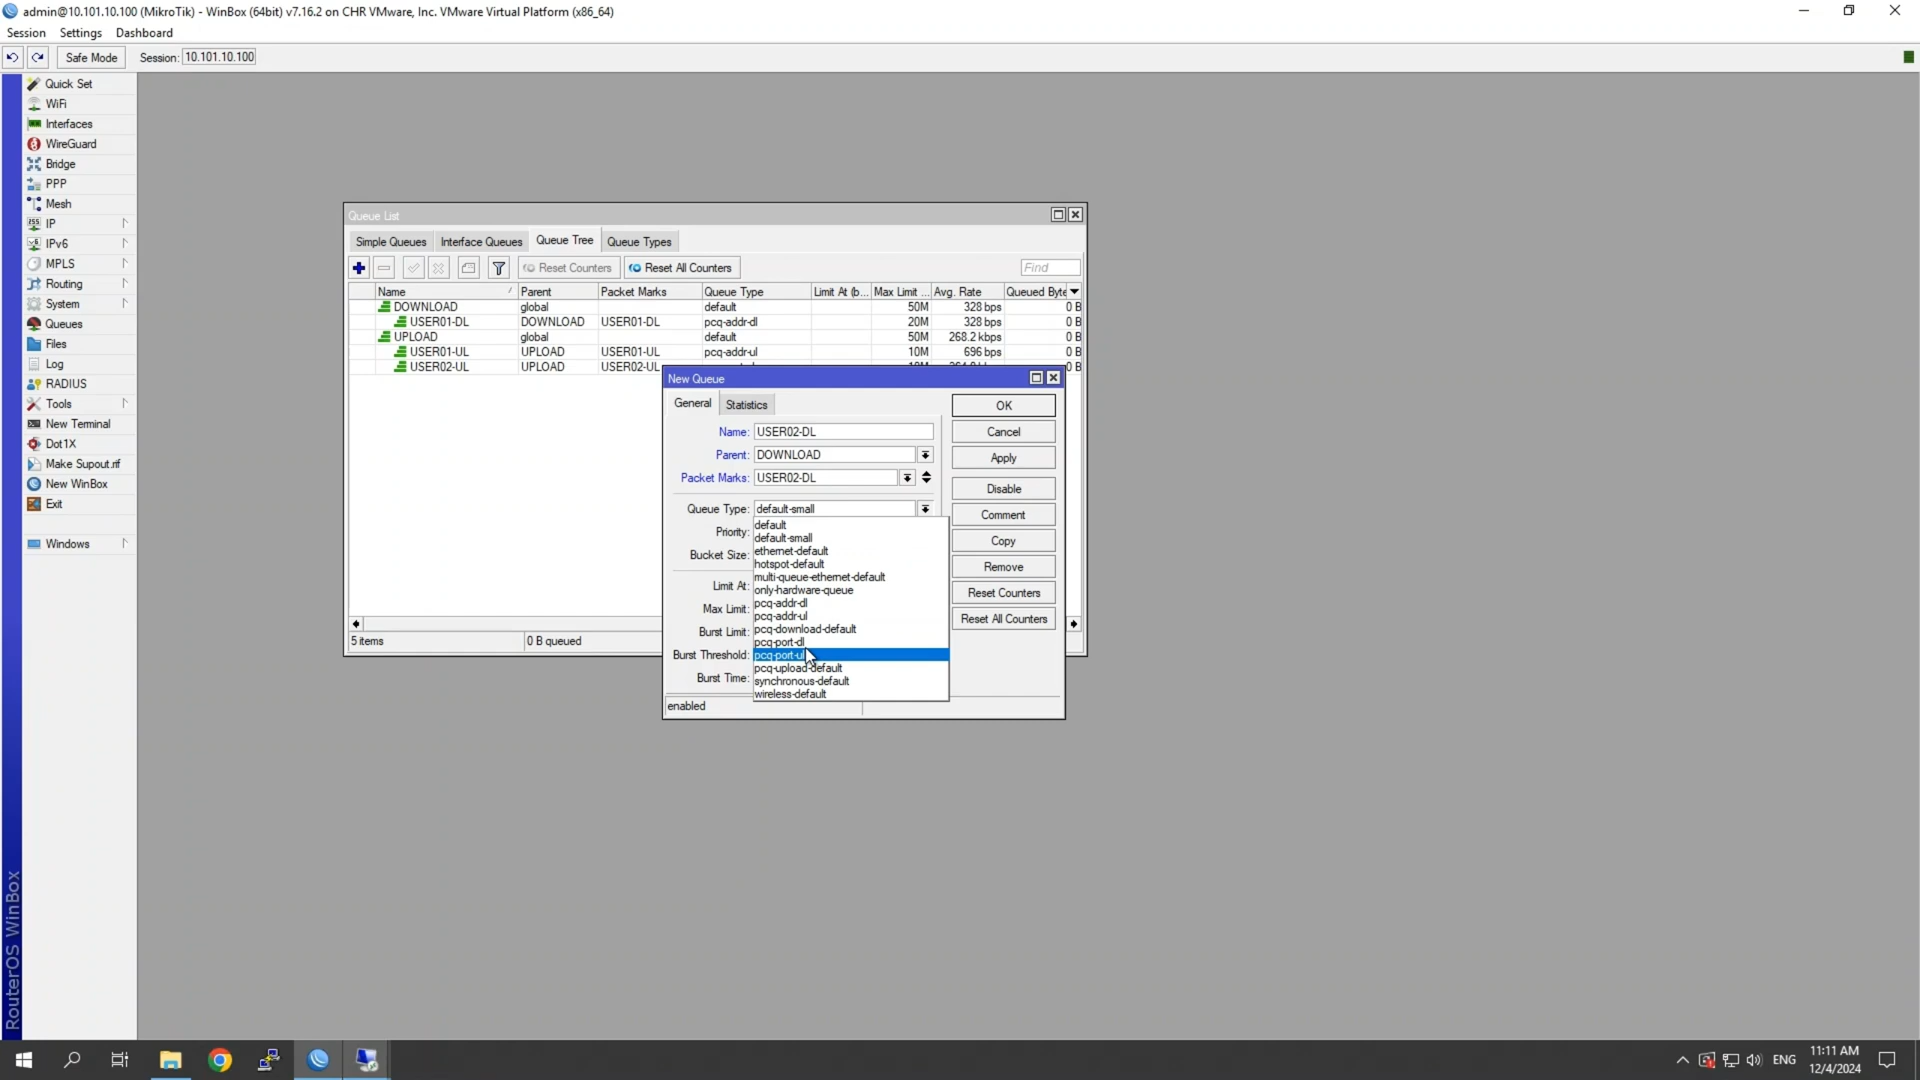 admin@10.101.10.100 (MikroTik) - WinBox (64bit) v7.16.2 on CHR VMware, Inc. VMware Virtual Platform (x86_64)
Session Settings Dashboard
Safe Mode Session: 10.101.10.100
Quick Set
WiFi
Interfaces
WireGuard
Bridge
PPP
Mesh
IP
IPv6
MPLS
Routing
System
Queues
Files
Log
RADIUS
Tools
New Terminal
Dot1X
Make Supout.rif
New WinBox
Exit
Windows
RouterOS WinBox
Queue List
Simple Queues Interface Queues Queue Tree Queue Types
Reset Counters Reset All Counters Find
Name Parent Packet Marks Queue Type Limit At (b... Max Limit ... Avg. Rate Queued Byte
DOWNLOAD global default 50M 328 bps 0 B
USER01-DL DOWNLOAD USER01-DL pcq-addr-dl 20M 328 bps 0 B
UPLOAD global default 50M 268.2 kbps 0 B
USER01-UL UPLOAD USER01-UL pcq-addr-ul 10M 696 bps 0 B
USER02-UL UPLOAD USER02-UL 0 B
5 items 0 B queued
New Queue
General Statistics
Name: USER02-DL
Parent: DOWNLOAD
Packet Marks: USER02-DL
Queue Type: default-small
Priority:
Bucket Size:
Limit At:
Max Limit:
Burst Limit:
Burst Threshold:
Burst Time:
default
default-small
ethernet-default
hotspot-default
multi-queue-ethernet-default
only-hardware-queue
pcq-addr-dl
pcq-addr-ul
pcq-download-default
pcq-port-dl
pcq-port-ul
pcq-upload-default
synchronous-default
wireless-default
enabled
OK
Cancel
Apply
Disable
Comment
Copy
Remove
Reset Counters
Reset All Counters
ENG
11:11 AM
12/4/2024